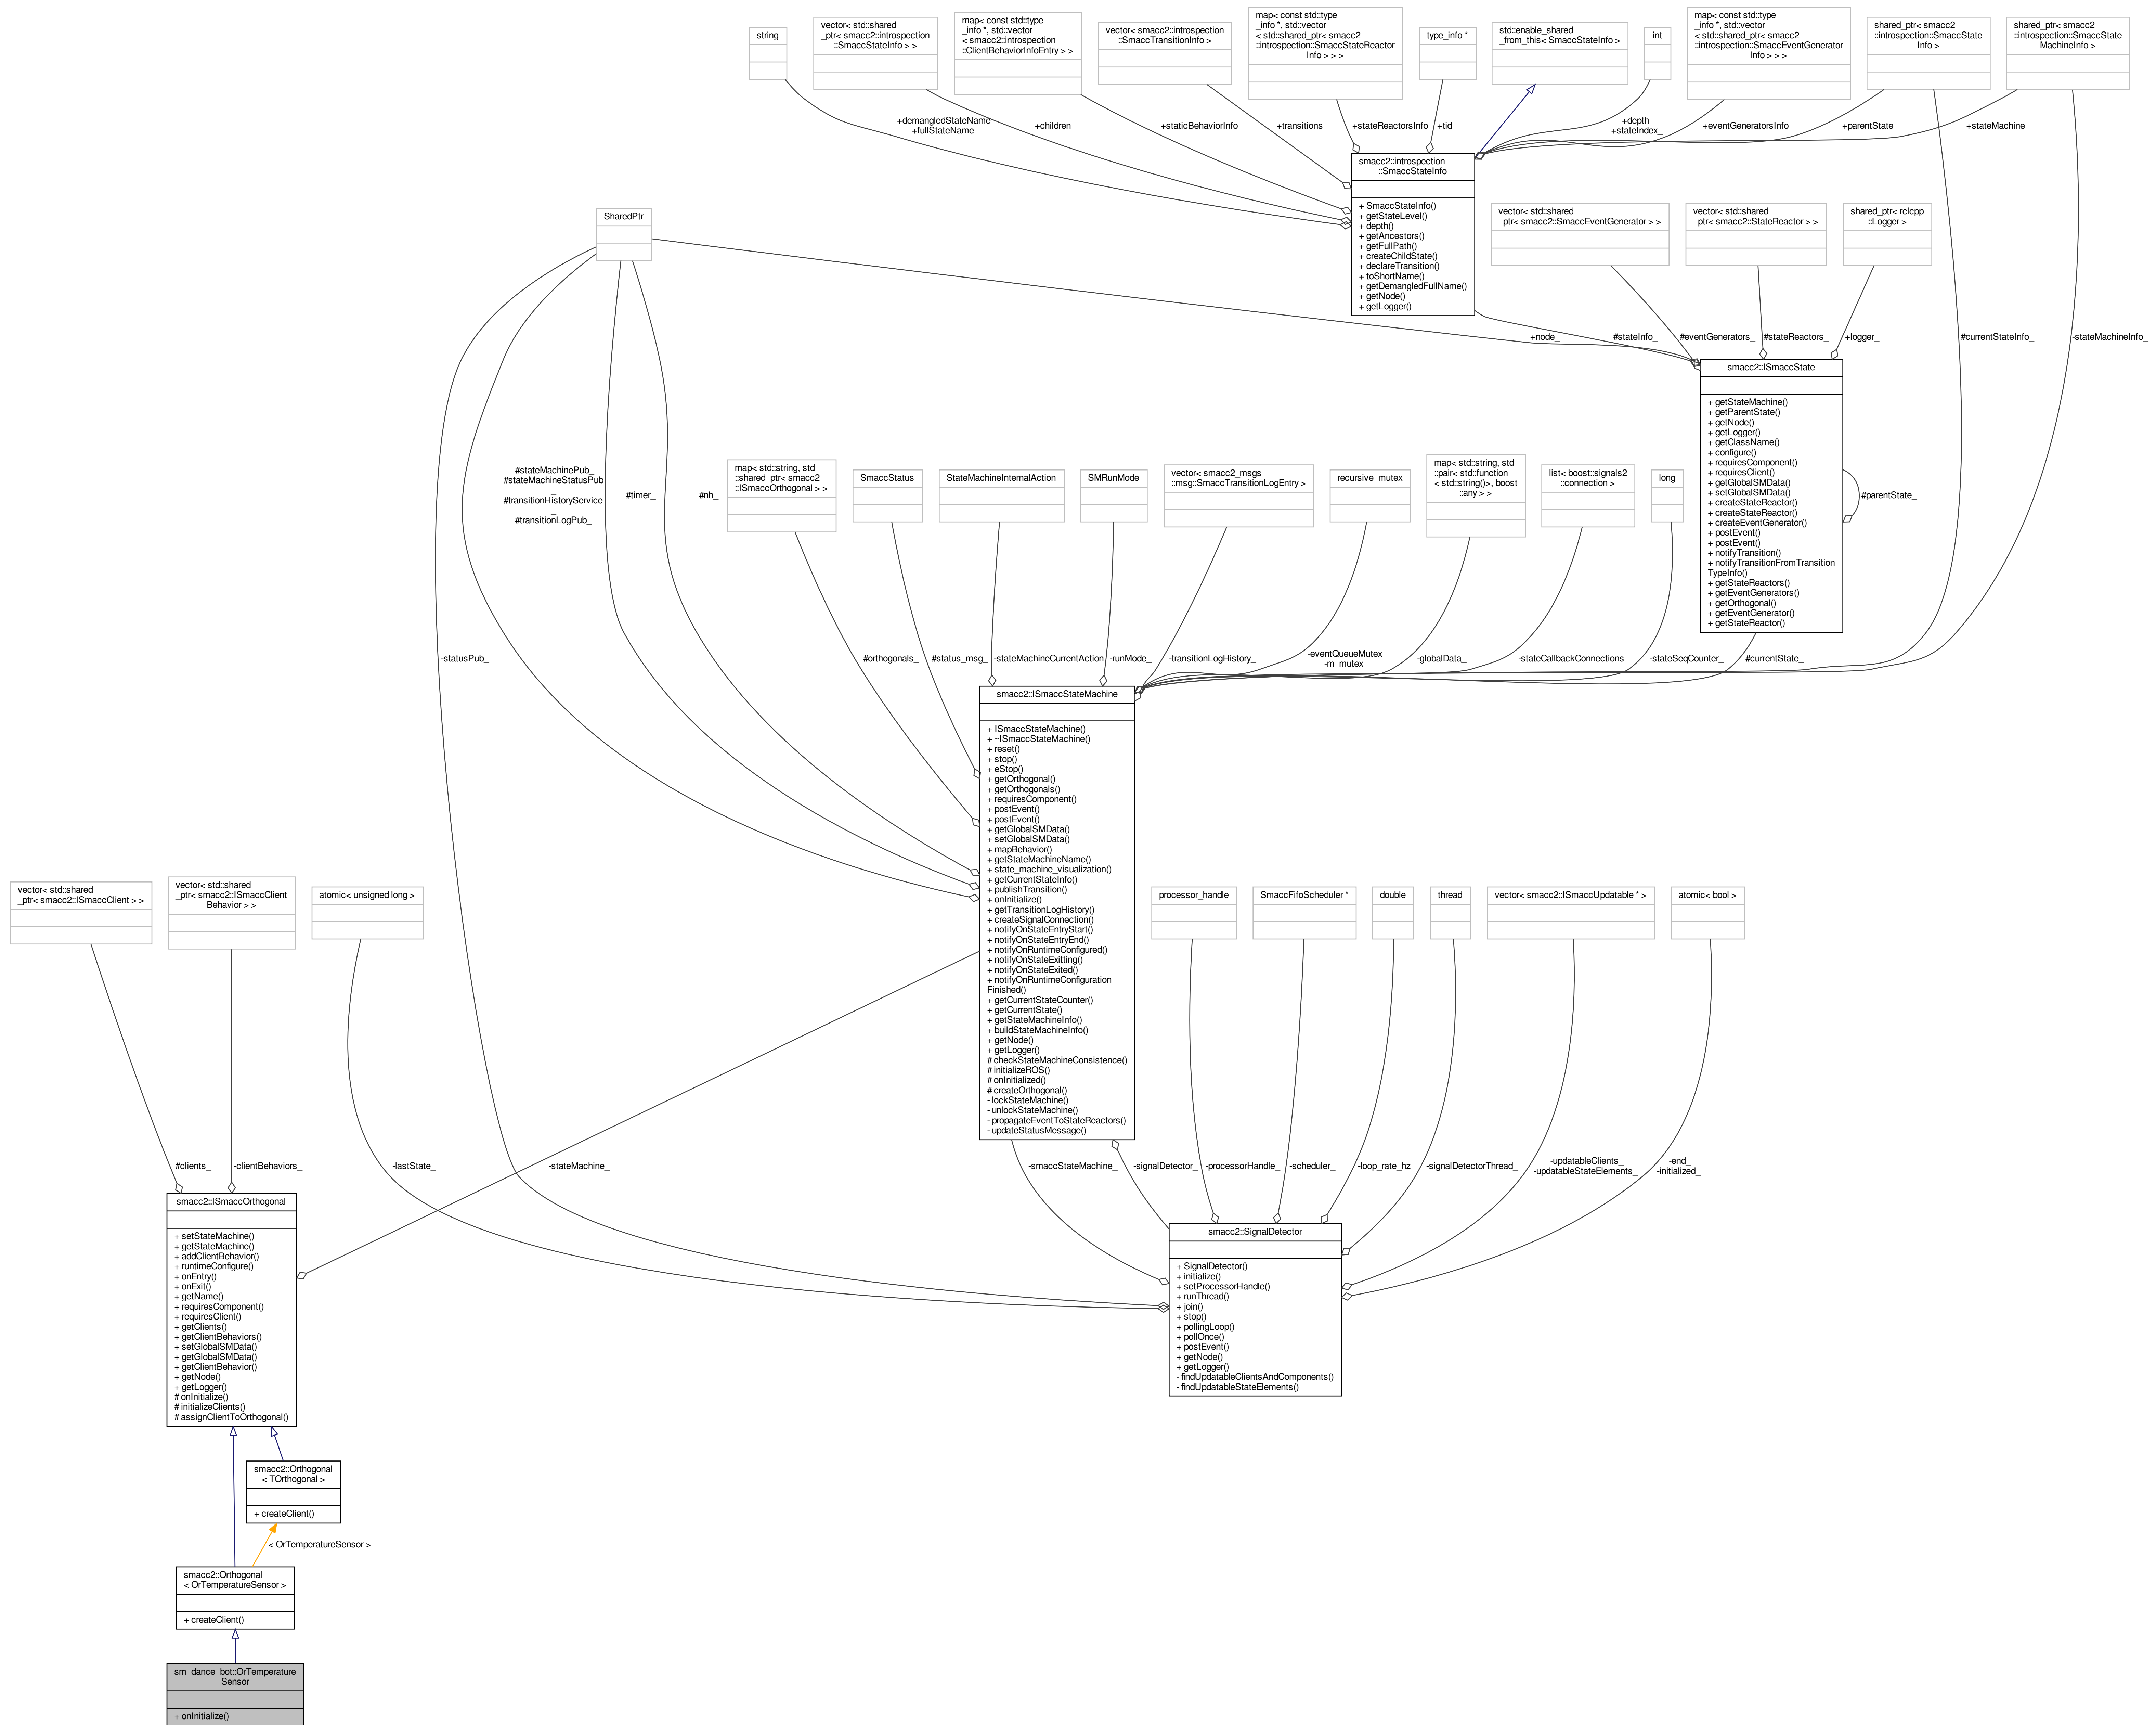 string
vector< std::shared
_ptr< smacc2::introspection
::SmaccStateInfo > >
map< const std::type
_info *, std::vector
< smacc2::introspection
::ClientBehaviorInfoEntry > >
vector< smacc2::introspection
::SmaccTransitionInfo >
map< const std::type
_info *, std::vector
< std::shared_ptr< smacc2
::introspection::SmaccStateReactor
Info > > >
type_info *
std::enable_shared
_from_this< SmaccStateInfo >
int
map< const std::type
_info *, std::vector
< std::shared_ptr< smacc2
::introspection::SmaccEventGenerator
Info > > >
shared_ptr< smacc2
::introspection::SmaccState
Info >
shared_ptr< smacc2
::introspection::SmaccState
MachineInfo >
+demangledStateName
+fullStateName
+children_
+staticBehaviorInfo
+transitions_
+stateReactorsInfo
+tid_
+depth_
+stateIndex_
+eventGeneratorsInfo
+parentState_
+stateMachine_
smacc2::introspection
::SmaccStateInfo
+ SmaccStateInfo()
+ getStateLevel()
+ depth()
+ getAncestors()
+ getFullPath()
+ createChildState()
+ declareTransition()
+ toShortName()
+ getDemangledFullName()
+ getNode()
+ getLogger()
SharedPtr
vector< std::shared
_ptr< smacc2::SmaccEventGenerator > >
vector< std::shared
_ptr< smacc2::StateReactor > >
shared_ptr< rclcpp
::Logger >
+node_
#stateInfo_
#eventGenerators_
#stateReactors_
+logger_
#currentStateInfo_
-stateMachineInfo_
smacc2::ISmaccState
+ getStateMachine()
+ getParentState()
+ getNode()
+ getLogger()
+ getClassName()
+ configure()
+ requiresComponent()
+ requiresClient()
+ getGlobalSMData()
+ setGlobalSMData()
+ createStateReactor()
+ createStateReactor()
+ createEventGenerator()
+ postEvent()
+ postEvent()
+ notifyTransition()
+ notifyTransitionFromTransition
TypeInfo()
+ getStateReactors()
+ getEventGenerators()
+ getOrthogonal()
+ getEventGenerator()
+ getStateReactor()
#parentState_
#stateMachinePub_
#stateMachineStatusPub
_
#transitionHistoryService
_
#transitionLogPub_
#timer_
#nh_
map< std::string, std
::shared_ptr< smacc2
::ISmaccOrthogonal > >
SmaccStatus
StateMachineInternalAction
SMRunMode
vector< smacc2_msgs
::msg::SmaccTransitionLogEntry >
recursive_mutex
map< std::string, std
::pair< std::function
< std::string()>, boost
::any > >
list< boost::signals2
::connection >
long
-statusPub_
#orthogonals_
#status_msg_
-stateMachineCurrentAction
-runMode_
-transitionLogHistory_
-eventQueueMutex_
-m_mutex_
-globalData_
-stateCallbackConnections
-stateSeqCounter_
#currentState_
smacc2::ISmaccStateMachine
+ ISmaccStateMachine()
+ ~ISmaccStateMachine()
+ reset()
+ stop()
+ eStop()
+ getOrthogonal()
+ getOrthogonals()
+ requiresComponent()
+ postEvent()
+ postEvent()
+ getGlobalSMData()
+ setGlobalSMData()
+ mapBehavior()
+ getStateMachineName()
+ state_machine_visualization()
+ getCurrentStateInfo()
+ publishTransition()
+ onInitialize()
+ getTransitionLogHistory()
+ createSignalConnection()
+ notifyOnStateEntryStart()
+ notifyOnStateEntryEnd()
+ notifyOnRuntimeConfigured()
+ notifyOnStateExitting()
+ notifyOnStateExited()
+ notifyOnRuntimeConfiguration
Finished()
+ getCurrentStateCounter()
+ getCurrentState()
+ getStateMachineInfo()
+ buildStateMachineInfo()
+ getNode()
+ getLogger()
# checkStateMachineConsistence()
# initializeROS()
# onInitialized()
# createOrthogonal()
- lockStateMachine()
- unlockStateMachine()
- propagateEventToStateReactors()
- updateStatusMessage()
vector< std::shared
_ptr< smacc2::ISmaccClient > >
vector< std::shared
_ptr< smacc2::ISmaccClient
Behavior > >
atomic< unsigned long >
processor_handle
SmaccFifoScheduler *
double
thread
vector< smacc2::ISmaccUpdatable * >
atomic< bool >
#clients_
-clientBehaviors_
-lastState_
-stateMachine_
-smaccStateMachine_
-signalDetector_
-processorHandle_
-scheduler_
-loop_rate_hz
-signalDetectorThread_
-updatableClients_
-updatableStateElements_
-end_
-initialized_
smacc2::ISmaccOrthogonal
+ setStateMachine()
+ getStateMachine()
+ addClientBehavior()
+ runtimeConfigure()
+ onEntry()
+ onExit()
+ getName()
+ requiresComponent()
+ requiresClient()
+ getClients()
+ getClientBehaviors()
+ setGlobalSMData()
+ getGlobalSMData()
+ getClientBehavior()
+ getNode()
+ getLogger()
# onInitialize()
# initializeClients()
# assignClientToOrthogonal()
smacc2::SignalDetector
+ SignalDetector()
+ initialize()
+ setProcessorHandle()
+ runThread()
+ join()
+ stop()
+ pollingLoop()
+ pollOnce()
+ postEvent()
+ getNode()
+ getLogger()
- findUpdatableClientsAndComponents()
- findUpdatableStateElements()
smacc2::Orthogonal
< TOrthogonal >
+ createClient()
< OrTemperatureSensor >
smacc2::Orthogonal
< OrTemperatureSensor >
+ createClient()
sm_dance_bot::OrTemperature
Sensor
+ onInitialize()